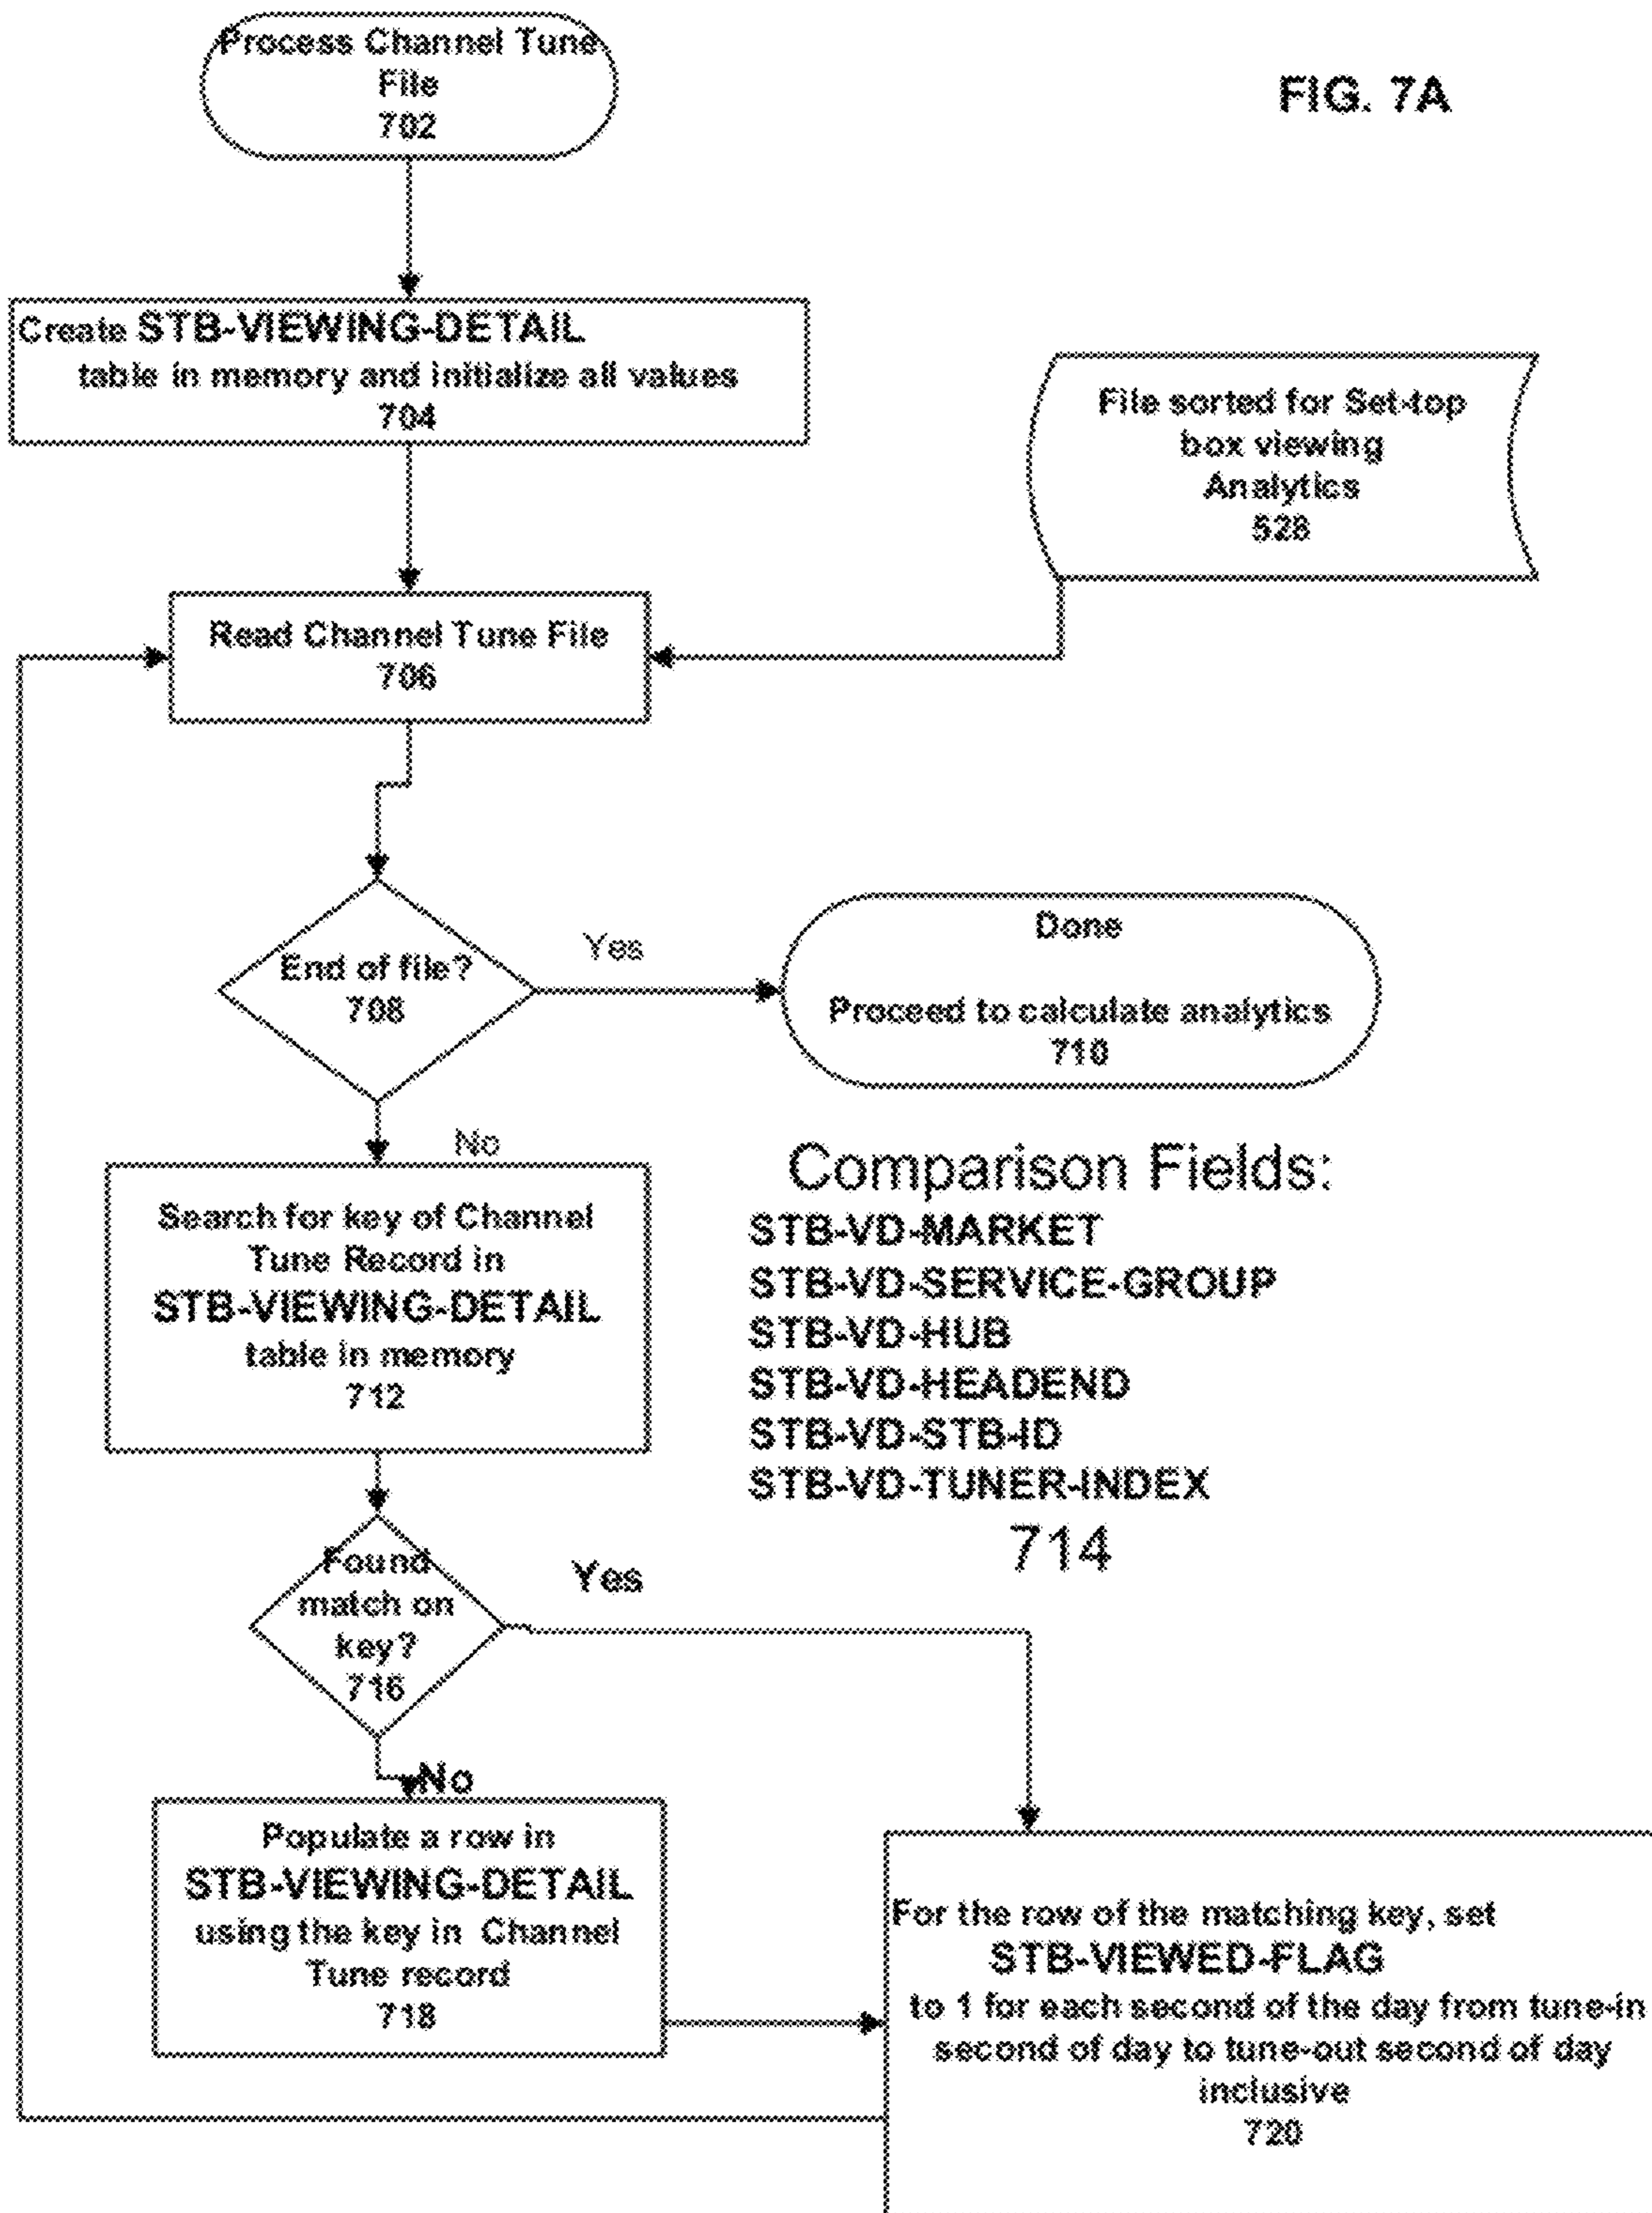 Process Channel Tune
File
702
FIG. 7A
Create STB-VIEWING-DETAIL
table in memory and initialize all values
704
File sorted for Set-top
box viewing
Analytics
528
Read Channel Tune File
706
End of file?
708
Yes
Done
Proceed to calculate analytics
710
No
Search for key of Channel
Tune Record in
STB-VIEWING-DETAIL
table in memory
712
Comparison Fields:
STB-VD-MARKET
STB-VD-SERVICE-GROUP
STB-VD-HUB
STB-VD-HEADEND
STB-VD-STB-ID
STB-VD-TUNER-INDEX
714
Found
match on
key?
716
Yes
No
Populate a row in
STB-VIEWING-DETAIL
using the key in Channel
Tune record
718
For the row of the matching key, set
STB-VIEWED-FLAG
to 1 for each second of the day from tune-in
second of day to tune-out second of day
inclusive
720